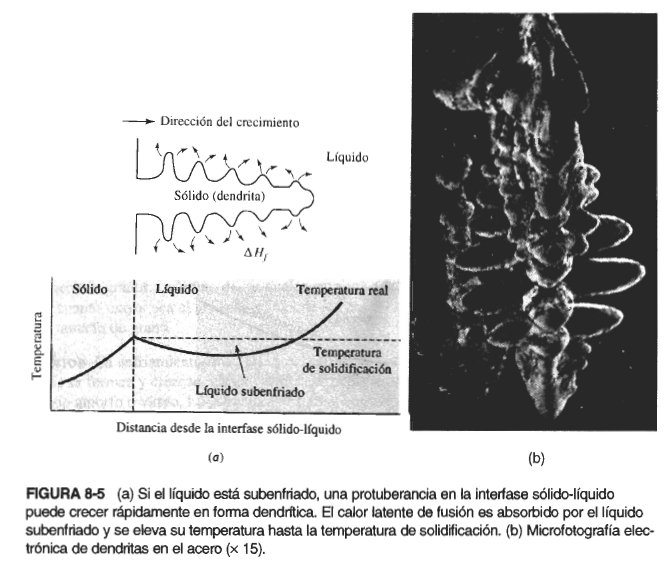 Dirección del crecimiento
Líquido
Sólido (dendrita)
ΔH_f
Sólido
Líquido
Temperatura real
Temperatura
Temperatura
de solidificación
Líquido subenfriado
Distancia desde la interfase sólido-líquido
(a)
(b)
FIGURA 8-5 (a) Si el líquido está subenfriado, una protuberancia en la interfase sólido-líquido
puede crecer rápidamente en forma dendrítica. El calor latente de fusión es absorbido por el líquido
subenfriado y se eleva su temperatura hasta la temperatura de solidificación. (b) Microfotografía elec-
trónica de dendritas en el acero (× 15).